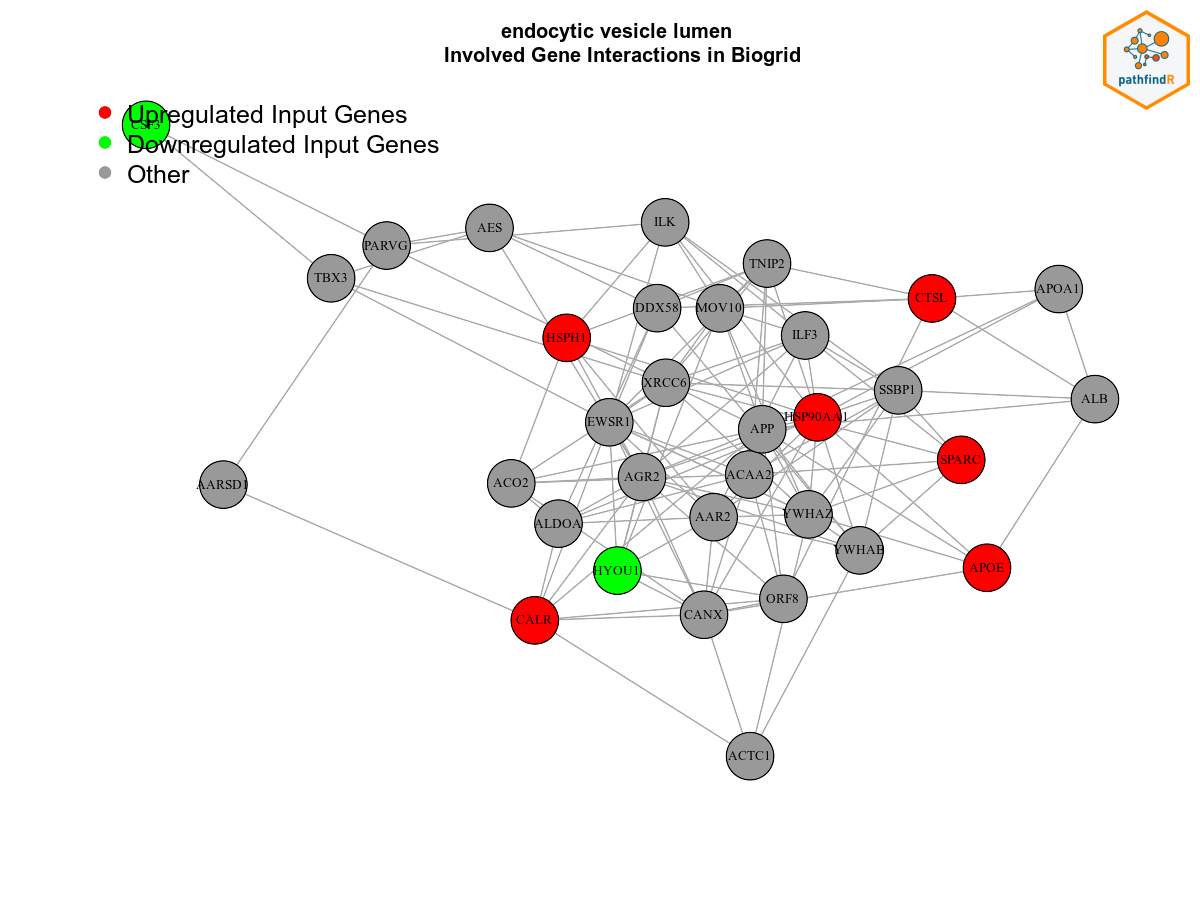 endocytic vesicle lumen
Involved Gene Interactions in Biogrid
pathfindR
Upregulated Input Genes
CSF3
Downregulated Input Genes
Other
ILK
AES
PARVG
TNIP2
TBX3
APOA1
CTSL
DDX58
MOV10
ILF3
HSPH1
XRCC6
SSBP1
ALB
HSP90AA1
EWSR1
APP
SPARC
ACAA2
AGR2
ACO2
AARSD1
YWHAZ
AAR2
ALDOA
YWHAB
APOE
HYOU1
ORF8
CANX
CALR
ACTC1